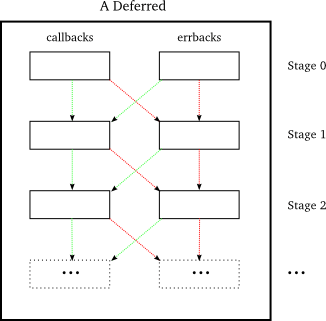 A Deferred
callbacks errbacks
Stage 0
Stage 1
Stage 2
... ... ...